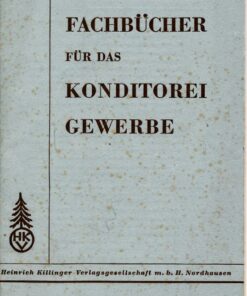 FACHBÜCHER
FÜR DAS
KONDITOREI
GEWERBE
HK
Heinrich Killinger Verlagsgesellschaft m. b. H. Nordhausen